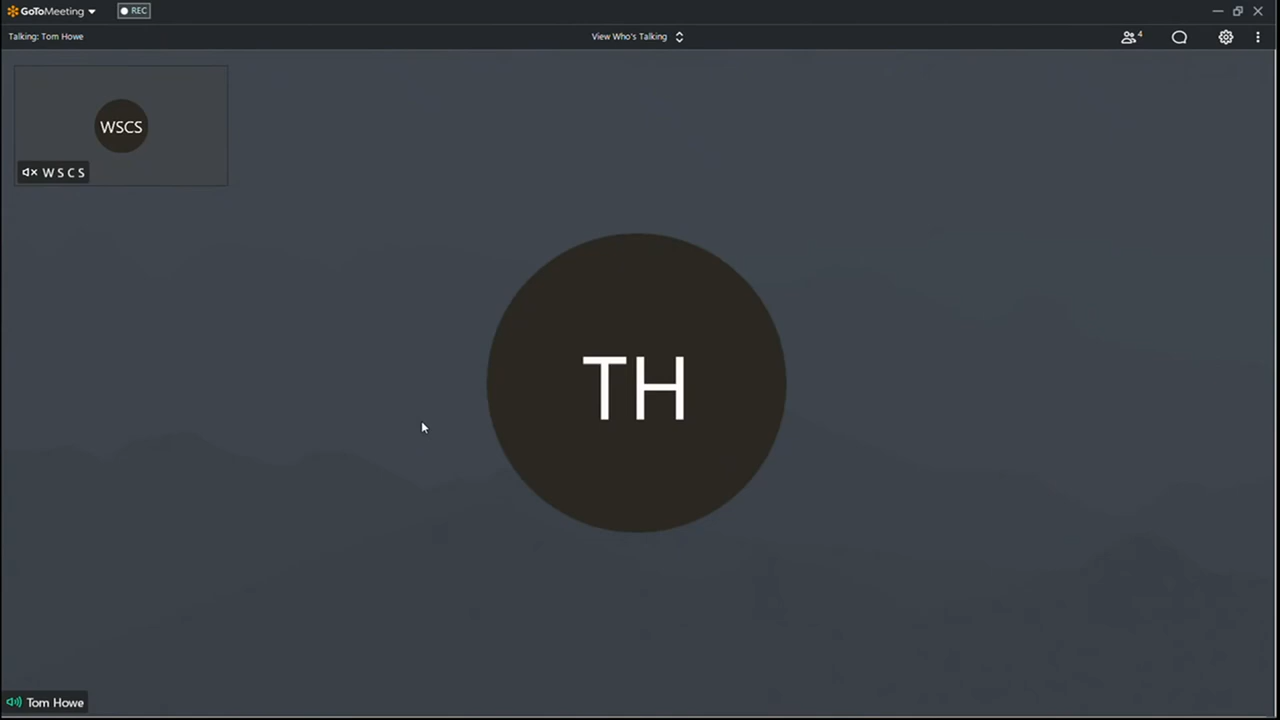 GoToMeeting
REC
Talking: Tom Howe
View Who's Talking
4
WSCS
W S C S
TH
Tom Howe